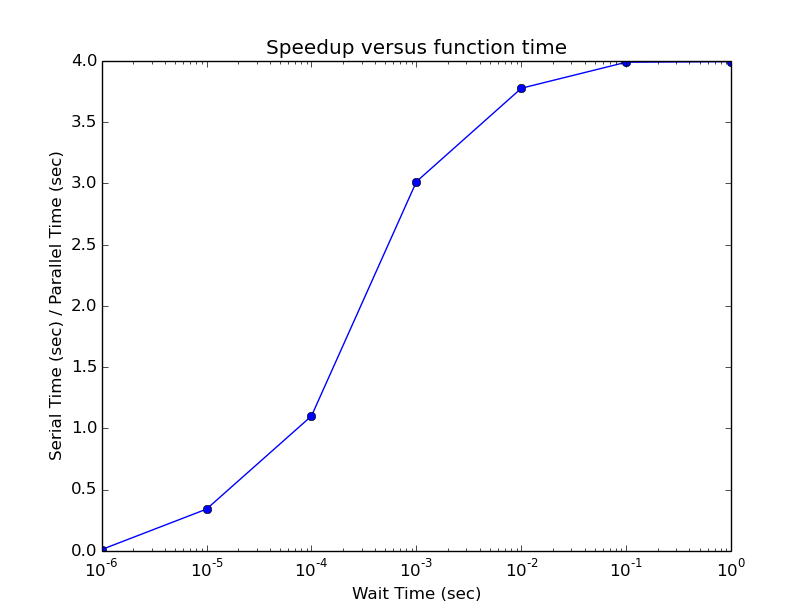 Speedup versus function time
Serial Time (sec) / Parallel Time (sec)
4.0
3.5
3.0
2.5
2.0
1.5
1.0
0.5
0.0
10^-6 10^-5 10^-4 10^-3 10^-2 10^-1 10^0
Wait Time (sec)